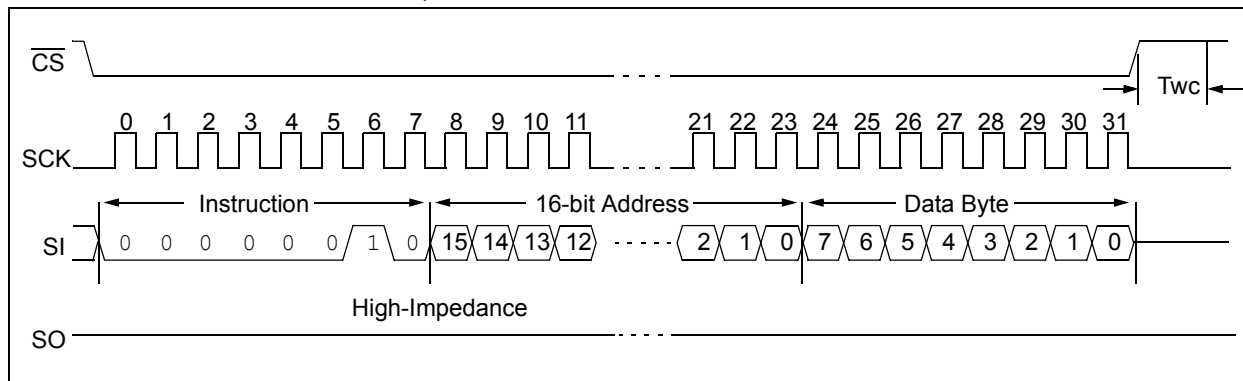 CS
Twc
0 1 2 3 4 5 6 7 8 9 10 11 21 22 23 24 25 26 27 28 29 30 31
SCK
Instruction 16-bit Address Data Byte
SI 0 0 0 0 0 0 1 0 15 14 13 12 2 1 0 7 6 5 4 3 2 1 0
High-Impedance
SO